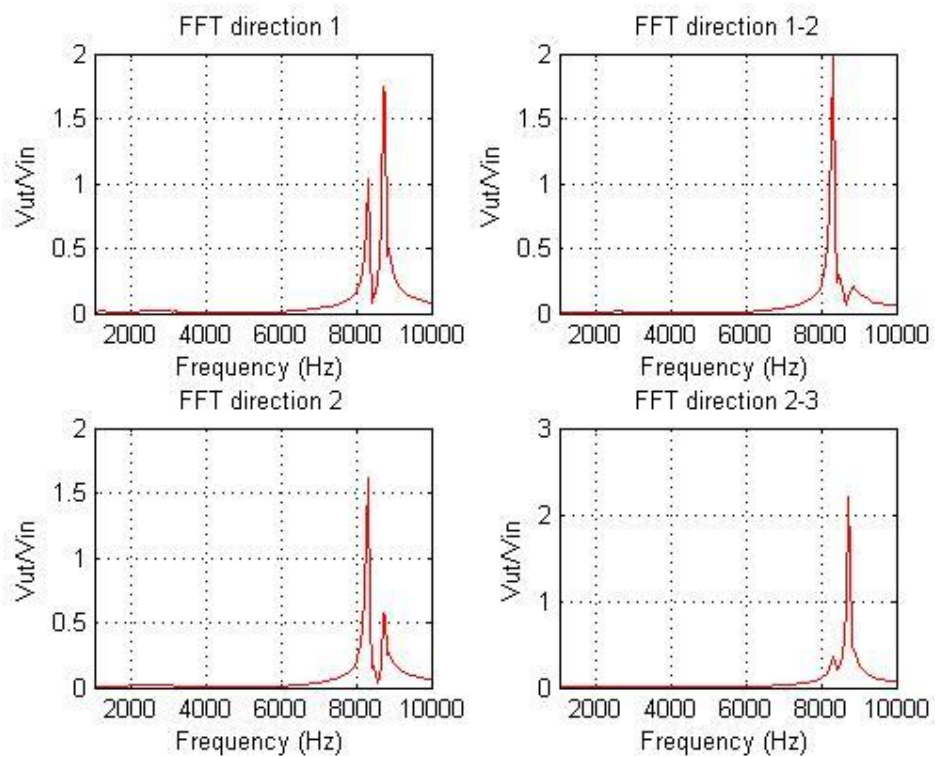 FFT direction 1
2
1.5
1
0.5
0
Vut/Vin
2000 4000 6000 8000 10000
Frequency (Hz)
FFT direction 1-2
2
1.5
1
0.5
0
Vut/Vin
2000 4000 6000 8000 10000
Frequency (Hz)
FFT direction 2
2
1.5
1
0.5
0
Vut/Vin
2000 4000 6000 8000 10000
Frequency (Hz)
FFT direction 2-3
3
2
1
0
Vut/Vin
2000 4000 6000 8000 10000
Frequency (Hz)